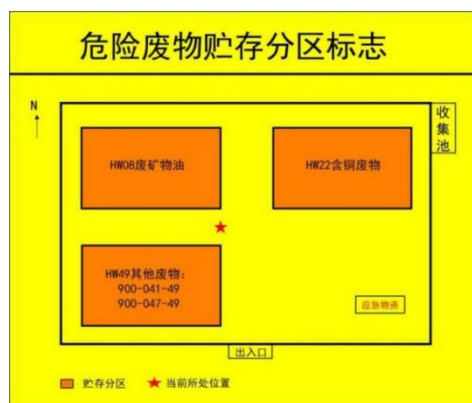 危险废物贮存分区标志
N
收集池
HW08废矿物油
HW22含铜废物
HW49其他废物：
900-041-49
900-047-49
应急物资
出入口
贮存分区
当前所处位置